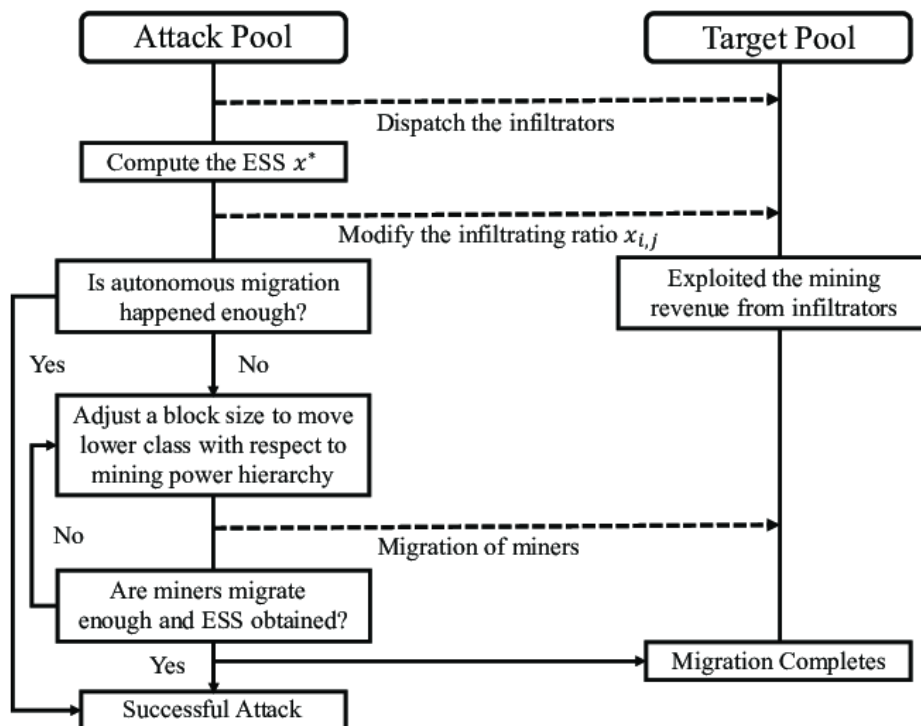 Attack Pool
Target Pool
Dispatch the infiltrators
Compute the ESS $x^*$
Modify the infiltrating ratio $x_{i,j}$
Is autonomous migration
happened enough?
Exploited the mining
revenue from infiltrators
Yes
No
Adjust a block size to move
lower class with respect to
mining power hierarchy
No
Migration of miners
Are miners migrate
enough and ESS obtained?
Yes
Migration Completes
Successful Attack